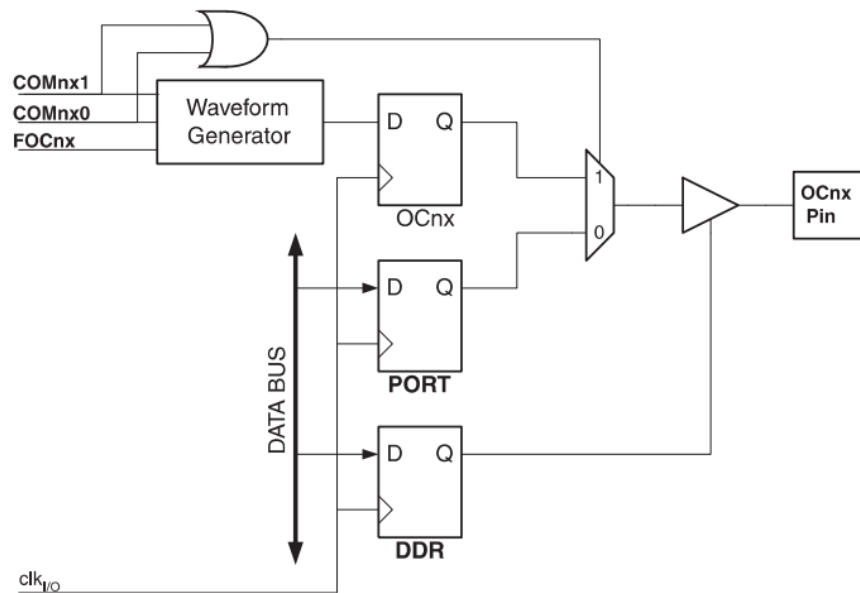 COMnx1
COMnx0
FOCnx
Waveform
Generator
D Q
OCnx
1
0
OCnx
Pin
DATA BUS
D Q
PORT
D Q
DDR
clkI/O